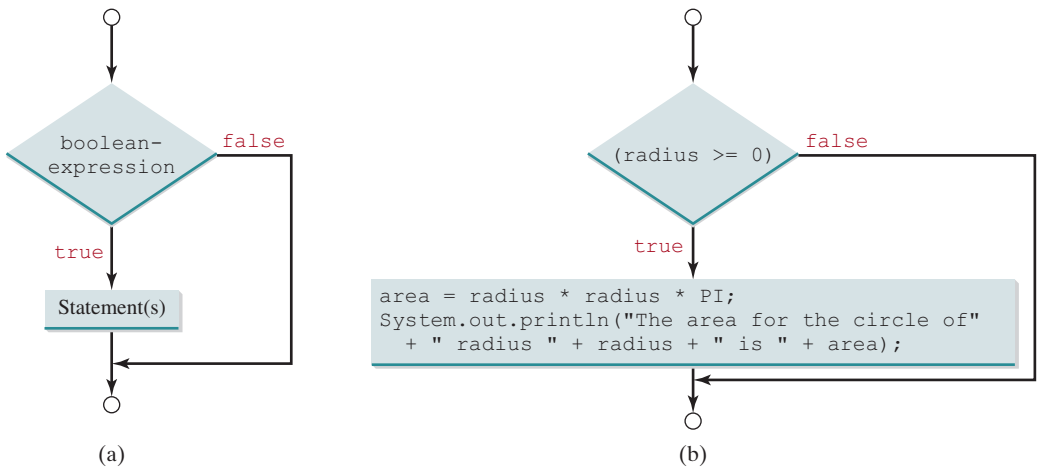 boolean-
expression
false
true
Statement(s)
(a)
(radius >= 0)
false
true
area = radius * radius * PI;
System.out.println("The area for the circle of"
+ " radius " + radius + " is " + area);
(b)